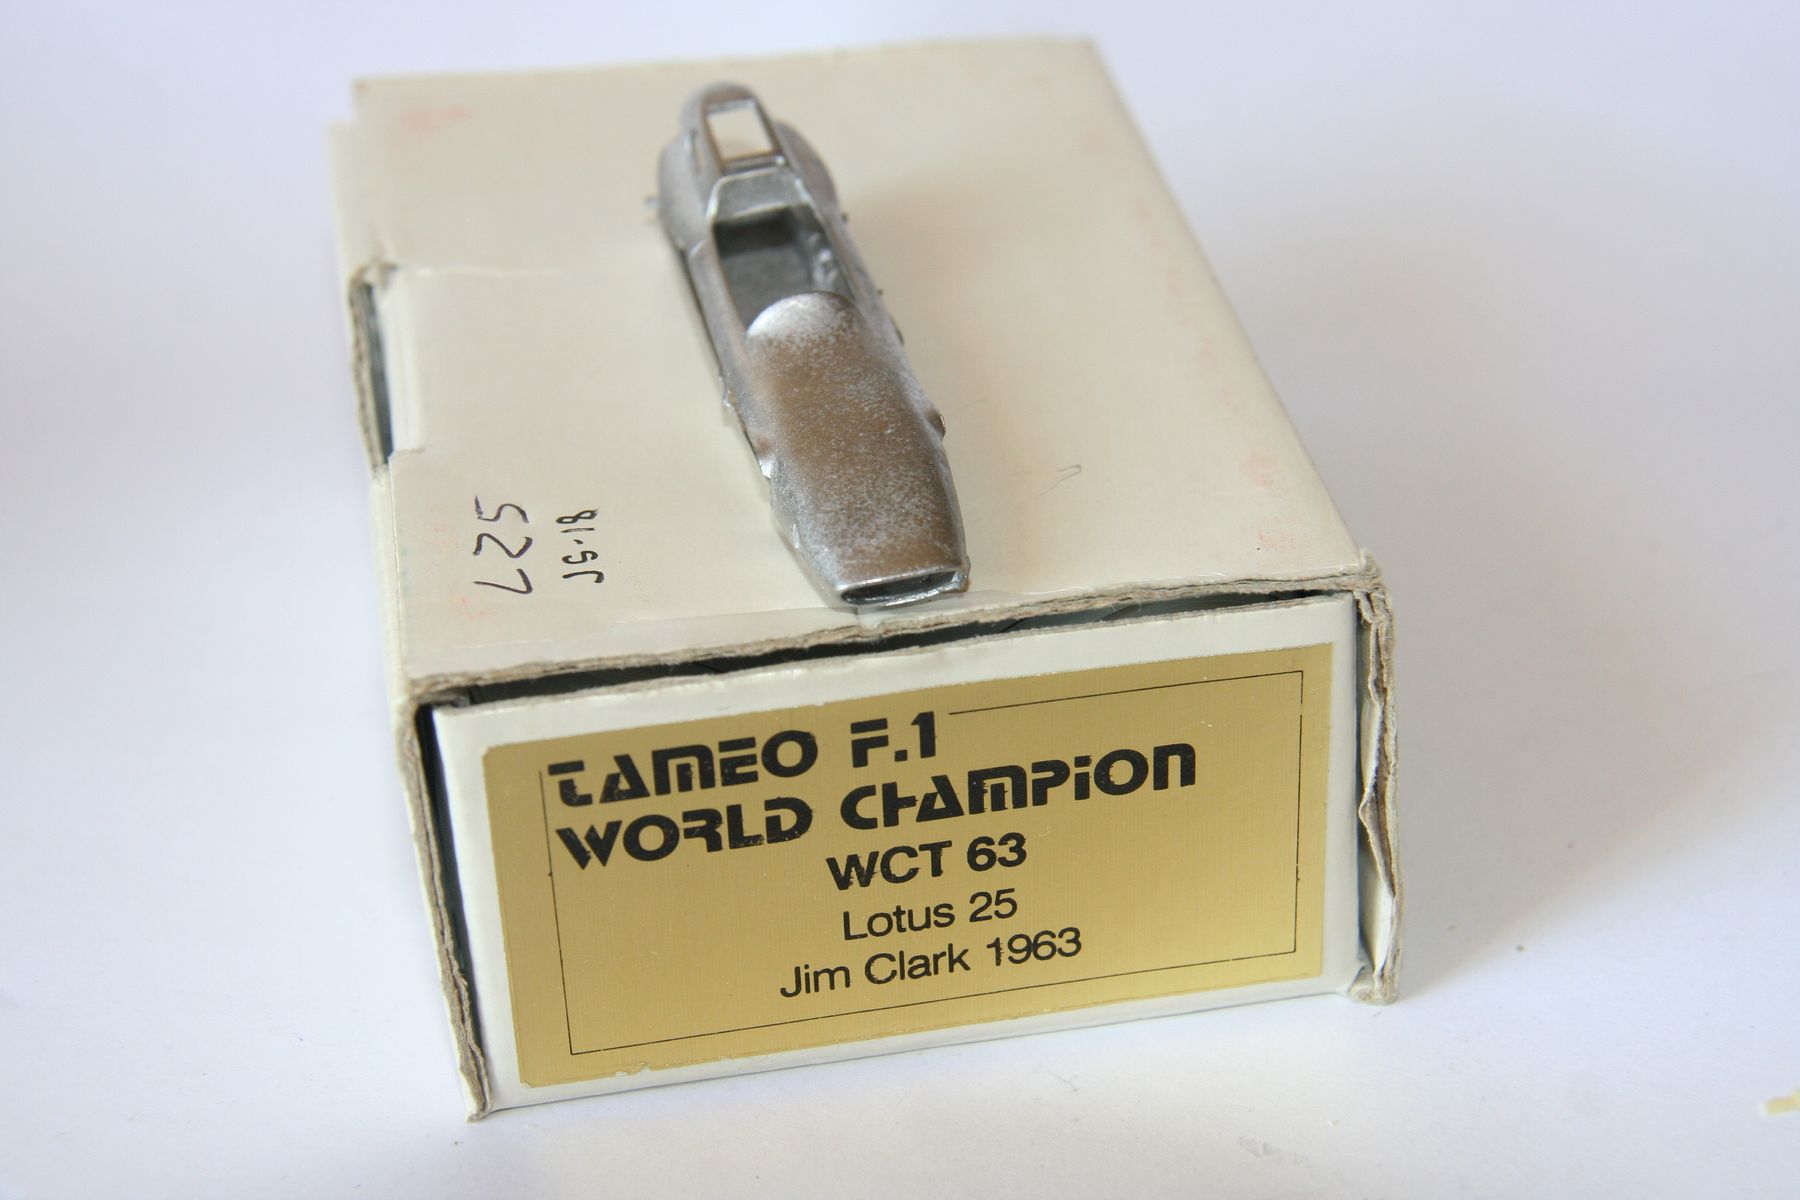 L25
JS-18
TAMEO F.1
WORLD CHAMPION
WCT 63
Lotus 25
Jim Clark 1963